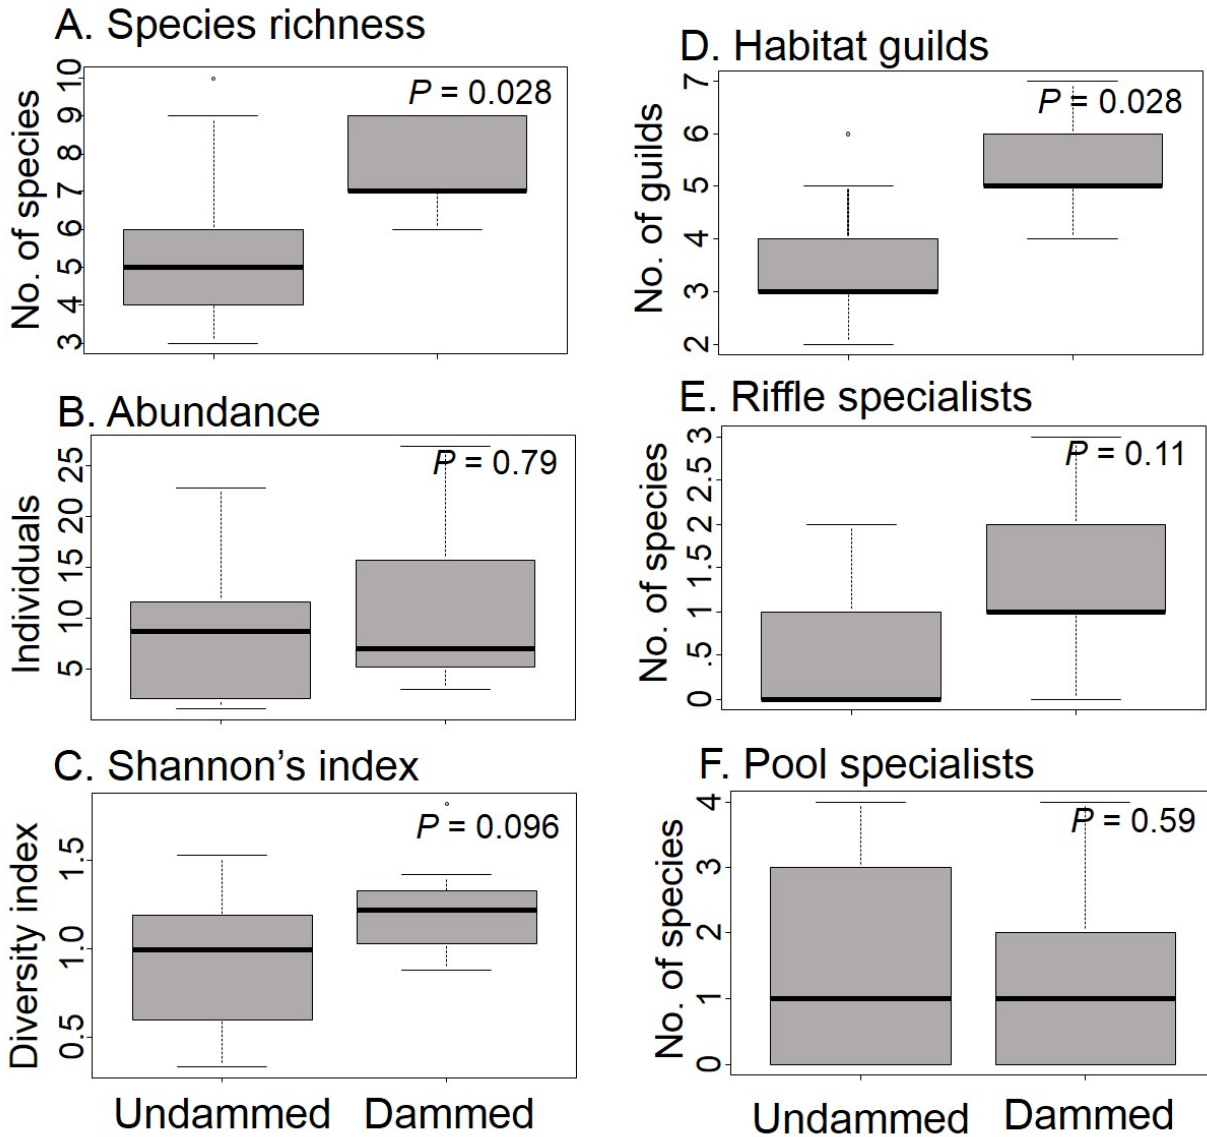 A. Species richness
No. of species
10
9
8
7
6
5
4
3
P = 0.028
B. Abundance
Individuals
25
20
15
10
5
P = 0.79
C. Shannon's index
Diversity index
1.5
1.0
0.5
P = 0.096
Undammed
Dammed
D. Habitat guilds
No. of guilds
7
6
5
4
3
2
P = 0.028
E. Riffle specialists
No. of species
3
2.5
2
1.5
1
.5
0
P = 0.11
F. Pool specialists
No. of species
4
3
2
1
0
P = 0.59
Undammed
Dammed